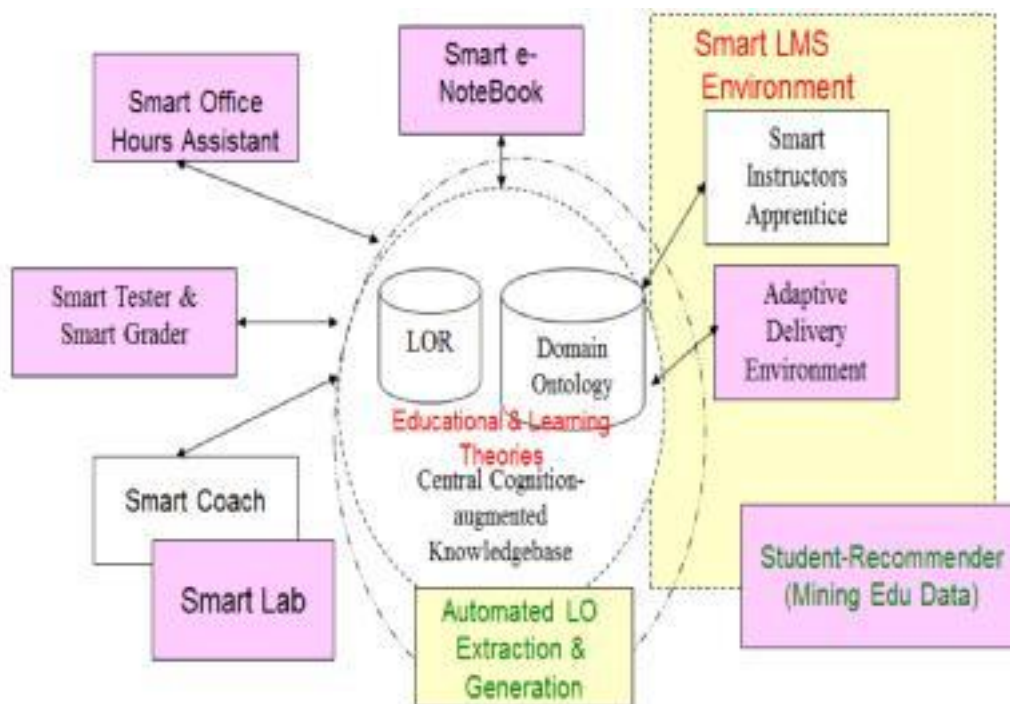 Smart Office
Hours Assistant
Smart e-
NoteBook
Smart LMS
Environment
Smart
Instructors
Apprentice
Smart Tester &
Smart Grader
LOR
Domain
Ontology
Adaptive
Delivery
Environment
Educational & Learning
Theories
Central Cognition-
augmented
Knowledgebase
Smart Coach
Smart Lab
Automated LO
Extraction &
Generation
Student-Recommender
(Mining Edu Data)